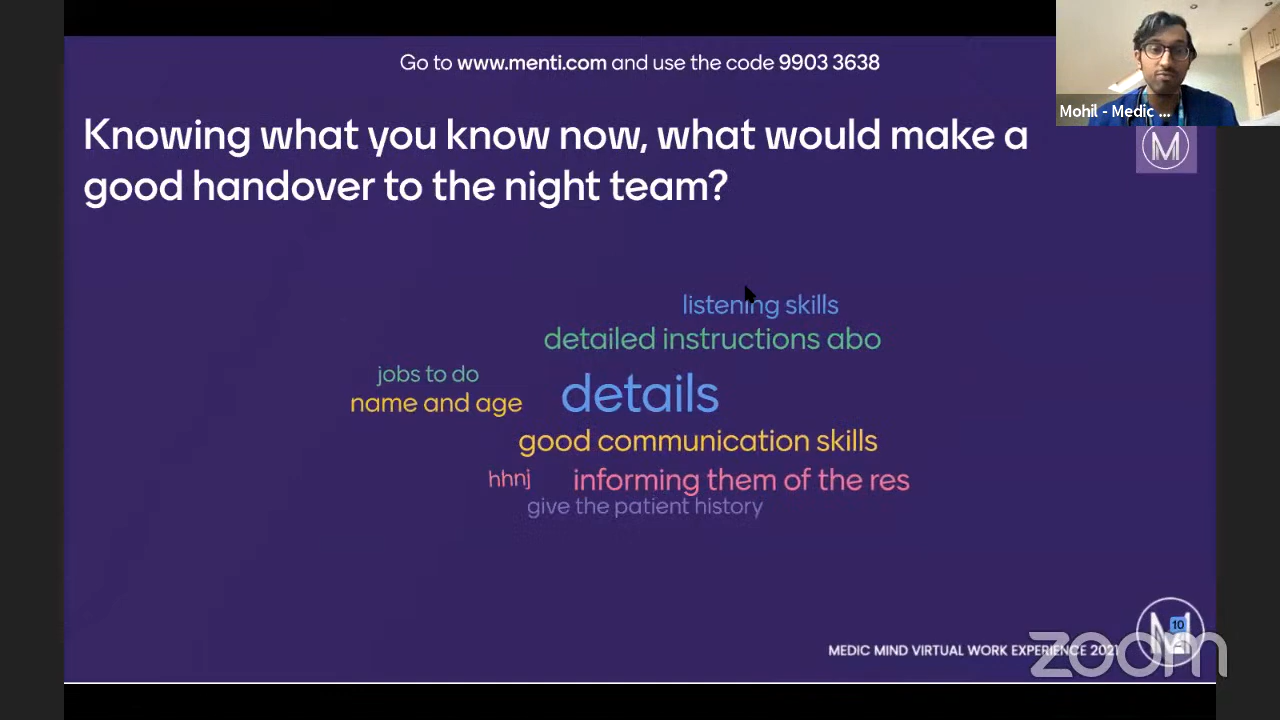 Go to www.menti.com and use the code 9903 3638
Mohil - Medic ...
M
Knowing what you know now, what would make a
good handover to the night team?
listening skills
detailed instructions abo
jobs to do
details
name and age
good communication skills
hhnj
informing them of the res
give the patient history
10
M
MEDIC MIND VIRTUAL WORK EXPERIENCE 2021
zoom